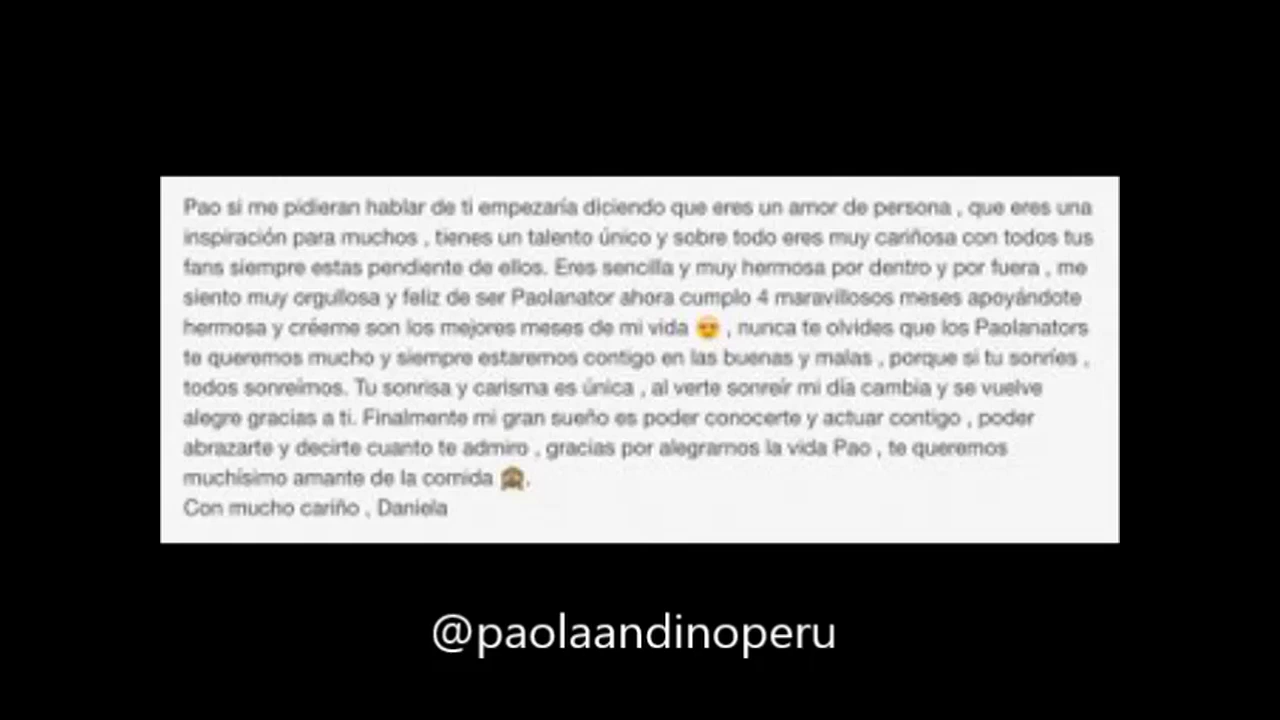 Pao si me pidieran hablar de ti empezaría diciendo que eres un amor de persona , que eres una
inspiración para muchos , tienes un talento único y sobre todo eres muy cariñosa con todos tus
fans siempre estas pendiente de ellos. Eres sencilla y muy hermosa por dentro y por fuera , me
siento muy orgullosa y feliz de ser Paolanator ahora cumplo 4 maravillosos meses apoyándote
hermosa y créeme son los mejores meses de mi vida 😍 , nunca te olvides que los Paolanators
te queremos mucho y siempre estaremos contigo en las buenas y malas , porque si tu sonríes ,
todos sonreímos. Tu sonrisa y carisma es única , al verte sonreír mi día cambia y se vuelve
alegre gracias a ti. Finalmente mi gran sueño es poder conocerte y actuar contigo , poder
abrazarte y decirte cuanto te admiro , gracias por alegrarnos la vida Pao , te queremos
muchísimo amante de la comida 🙈.
Con mucho cariño , Daniela
@paolaandinoperu